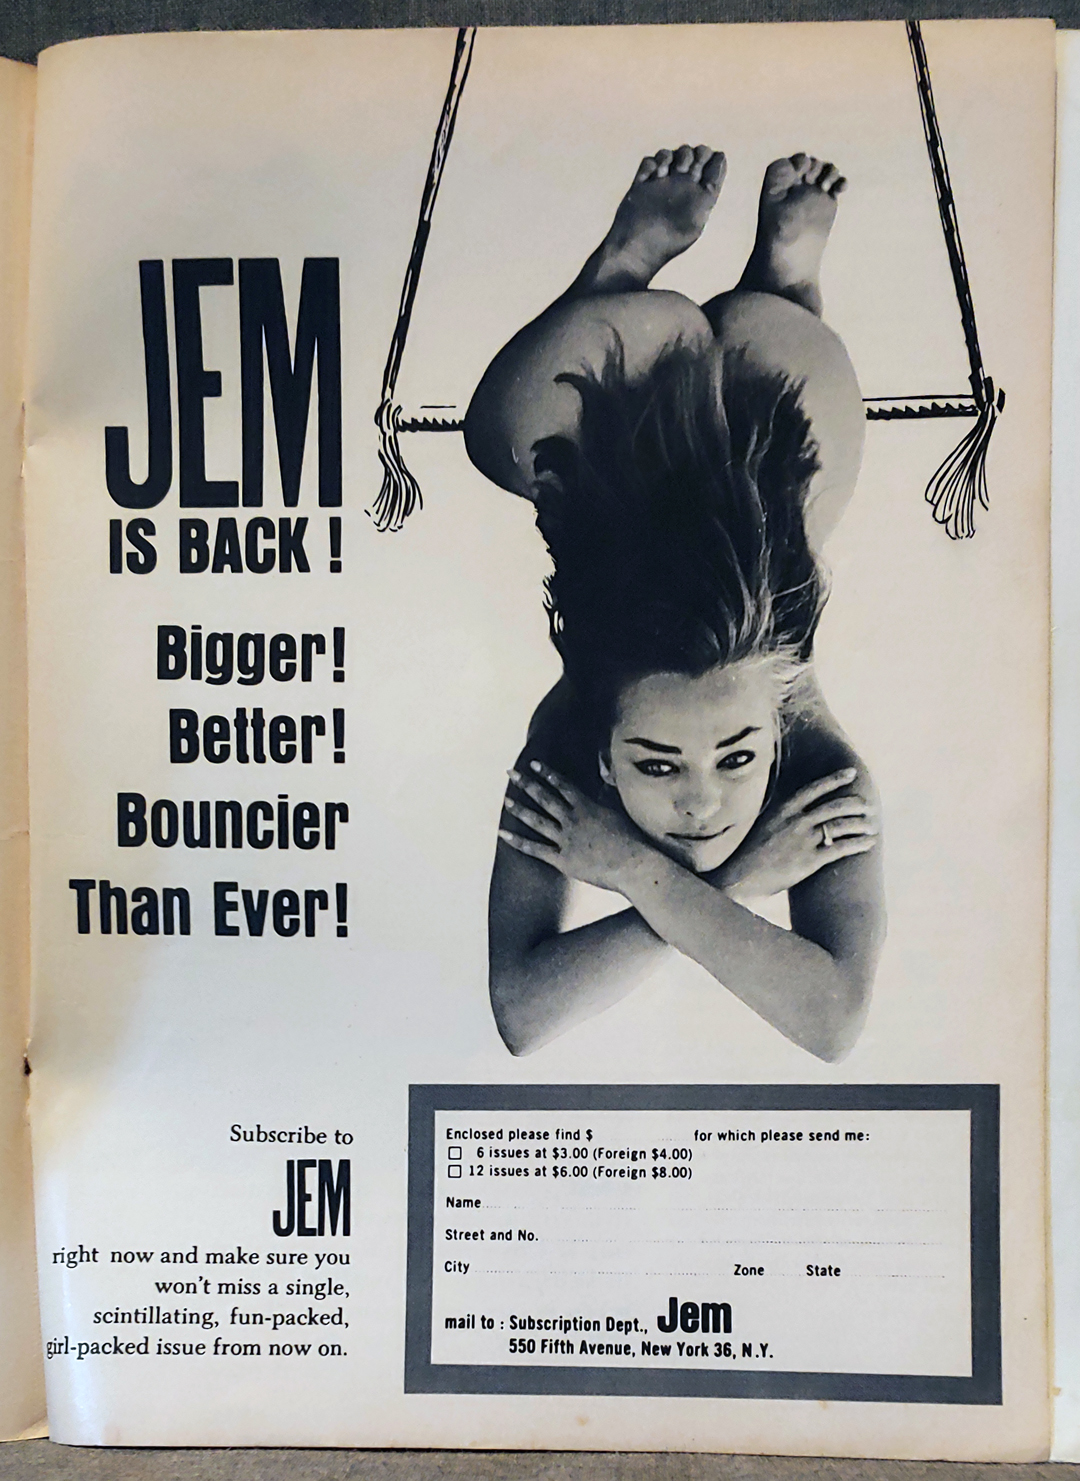 JEM
IS BACK!
Bigger!
Better!
Bouncier
Than Ever!
Subscribe to
JEM
right now and make sure you
won't miss a single,
scintillating, fun-packed,
girl-packed issue from now on.
Enclosed please find $ for which please send me:
6 issues at $3.00 (Foreign $4.00)
12 issues at $6.00 (Foreign $8.00)
Name
Street and No.
City Zone State
mail to : Subscription Dept., Jem
550 Fifth Avenue, New York 36, N.Y.